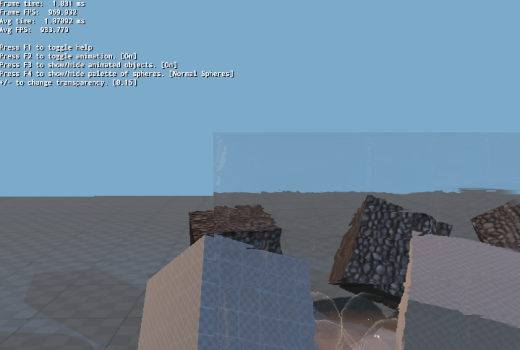 Frame time: 1.031 ms
Frame FPS: 969.932
Avg time: 1.07092 ms
Avg FPS: 933.773
Press F1 to toggle help
Press F2 to toggle animation. [On]
Press F3 to show/hide animated objects. [On]
Press F4 to show/hide palette of spheres. [Normal Spheres]
+/- to change transparency. [0.15]